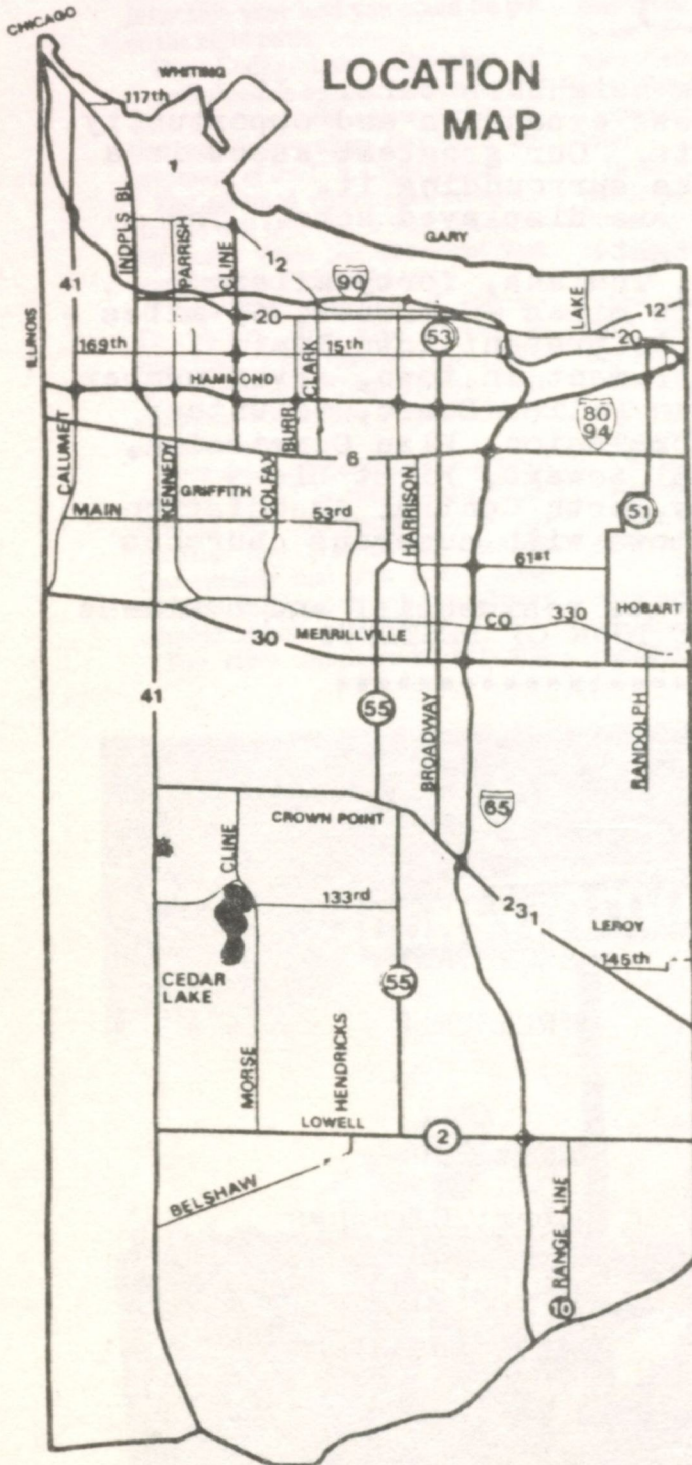 LOCATION
MAP
CHICAGO
WHITING
117th
1
INDPLS BL
PARRISH
CLINE
12
GARY
41
90
LAKE
12
ILLINOIS
20
53
20
169th
15th
CLARK
HAMMOND
BURR
80
94
CALUMET
6
KENNEDY
GRIFFITH
COLFAX
HARRISON
MAIN
53rd
51
61st
HOBART
CO 330
30
MERRILLVILLE
41
55
BROADWAY
RANDOLPH
65
CROWN POINT
CLINE
133rd
231
LEROY
145th
CEDAR
LAKE
55
MORSE
HENDRICKS
LOWELL
2
BELSHAW
RANGE LINE
10